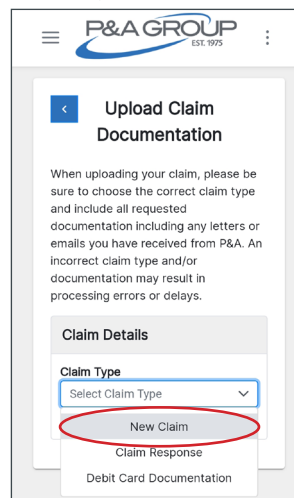 P&A GROUP
EST. 1975
Upload Claim
Documentation
When uploading your claim, please be
sure to choose the correct claim type
and include all requested
documentation including any letters or
emails you have received from P&A. An
incorrect claim type and/or
documentation may result in
processing errors or delays.
Claim Details
Claim Type
Select Claim Type
New Claim
Claim Response
Debit Card Documentation